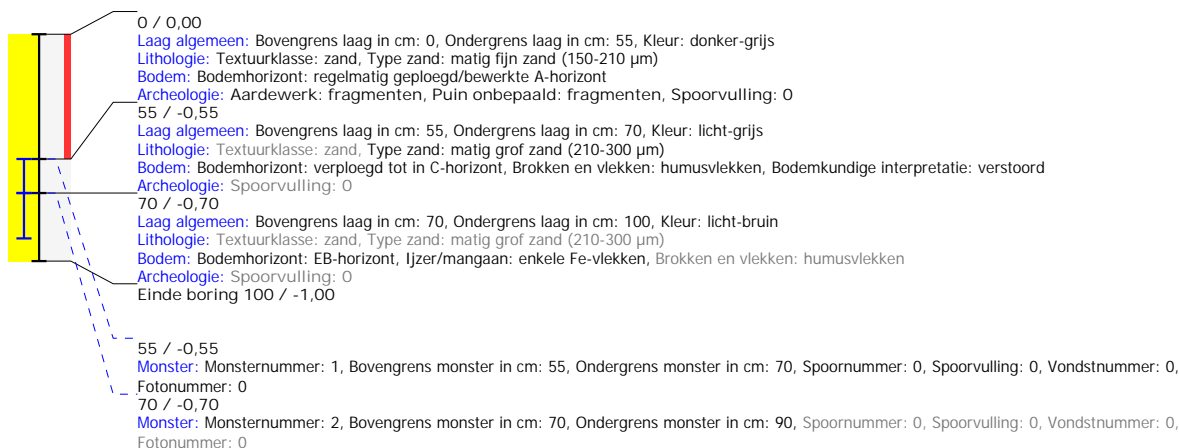 0 / 0,00
Laag algemeen: Bovengrens laag in cm: 0, Ondergrens laag in cm: 55, Kleur: donker-grijs
Lithologie: Textuurklasse: zand, Type zand: matig fijn zand (150-210 µm)
Bodem: Bodemhorizont: regelmatig geploegd/bewerkte A-horizont
Archeologie: Aardewerk: fragmenten, Puin onbepaald: fragmenten, Spoorvulling: 0
55 / -0,55
Laag algemeen: Bovengrens laag in cm: 55, Ondergrens laag in cm: 70, Kleur: licht-grijs
Lithologie: Textuurklasse: zand, Type zand: matig grof zand (210-300 µm)
Bodem: Bodemhorizont: verploegd tot in C-horizont, Brokken en vlekken: humusvlekken, Bodemkundige interpretatie: verstoord
Archeologie: Spoorvulling: 0
70 / -0,70
Laag algemeen: Bovengrens laag in cm: 70, Ondergrens laag in cm: 100, Kleur: licht-bruin
Lithologie: Textuurklasse: zand, Type zand: matig grof zand (210-300 µm)
Bodem: Bodemhorizont: EB-horizont, Ijzer/mangaan: enkele Fe-vlekken, Brokken en vlekken: humusvlekken
Archeologie: Spoorvulling: 0
Einde boring 100 / -1,00
55 / -0,55
Monster: Monsternummer: 1, Bovengrens monster in cm: 55, Ondergrens monster in cm: 70, Spoornummer: 0, Spoorvulling: 0, Vondstnummer: 0,
Fotonummer: 0
70 / -0,70
Monster: Monsternummer: 2, Bovengrens monster in cm: 70, Ondergrens monster in cm: 90, Spoornummer: 0, Spoorvulling: 0, Vondstnummer: 0,
Fotonummer: 0